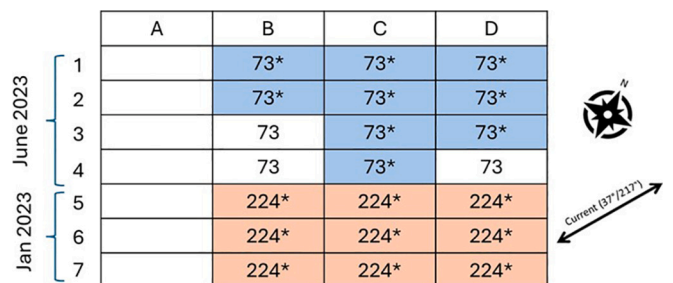 A B C D
1 73* 73* 73*
2 73* 73* 73*
3 73 73* 73*
4 73 73* 73
5 224* 224* 224*
6 224* 224* 224*
7 224* 224* 224*
June 2023
Jan 2023
N
Current (37°/217°)